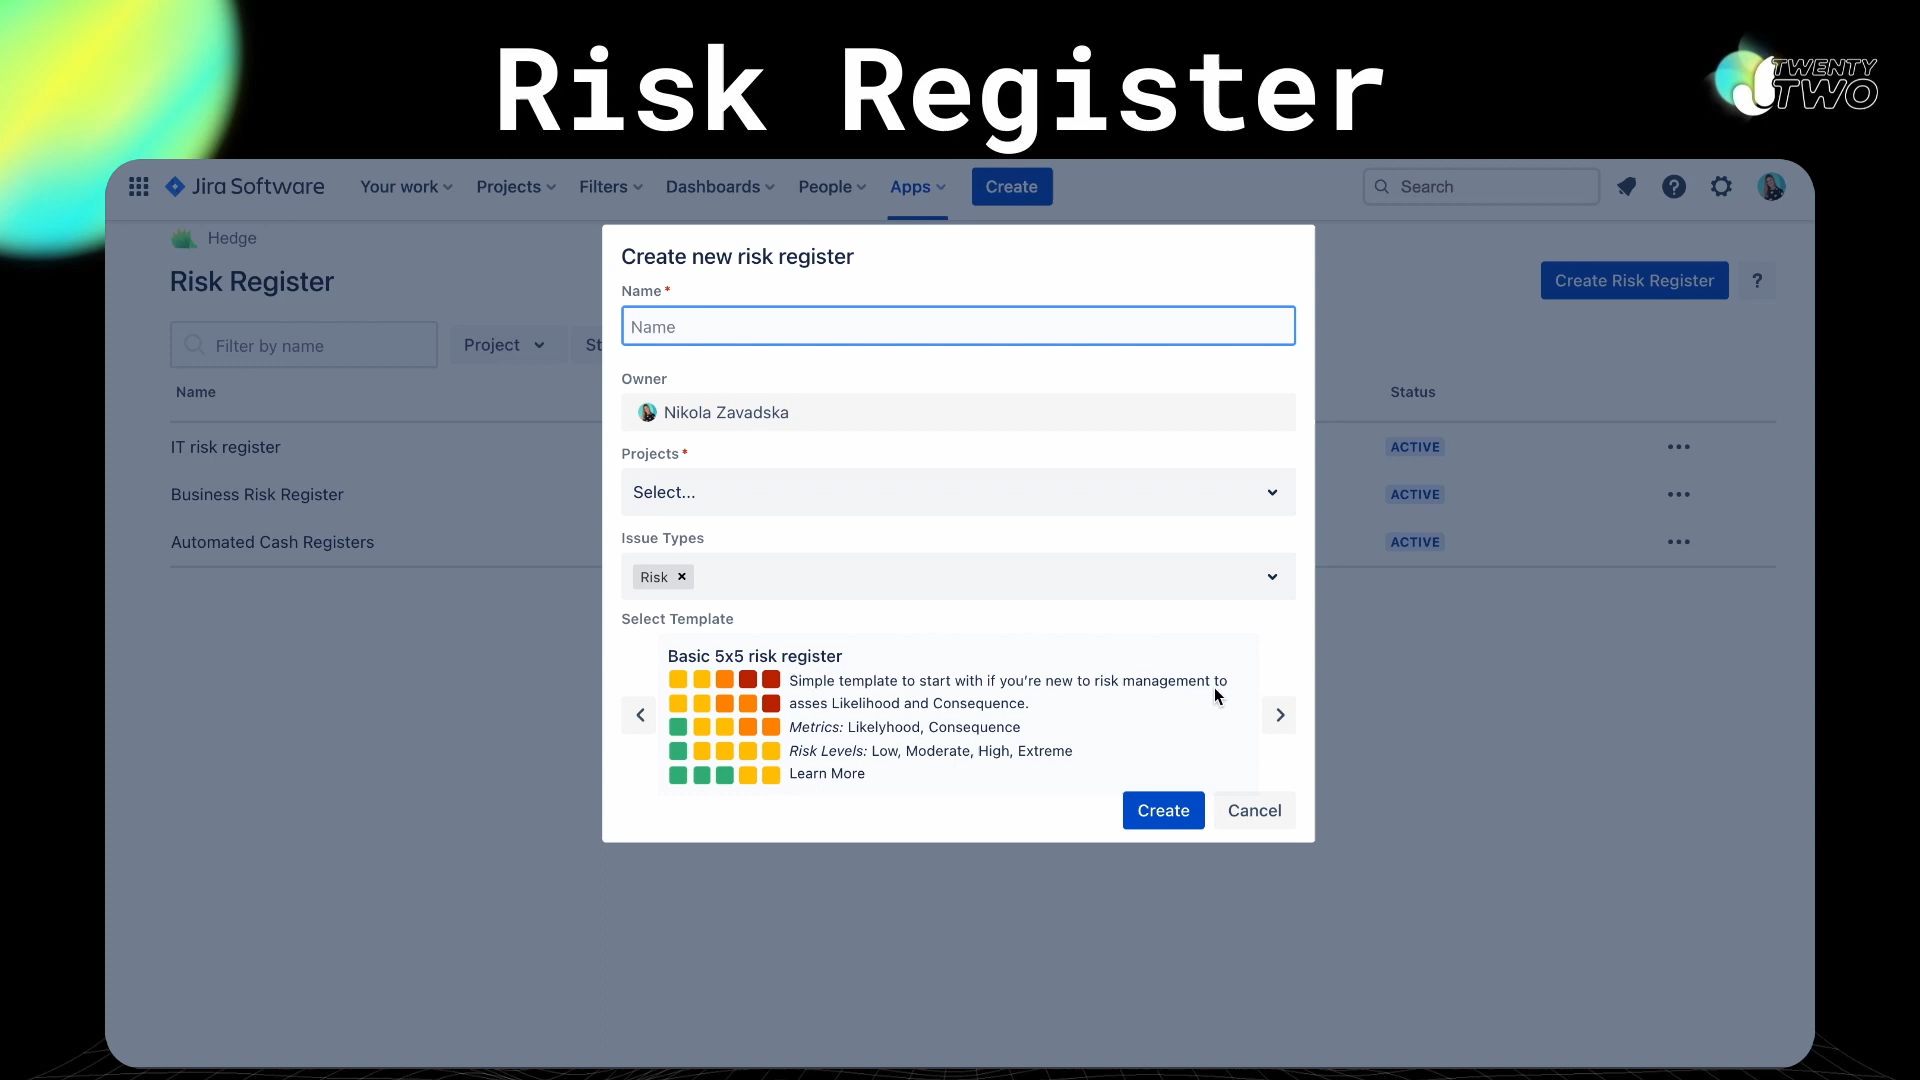 Risk Register
TWENTY
TWO
Jira Software
Your work
Projects
Filters
Dashboards
People
Apps
Create
Search
Hedge
Risk Register
Create Risk Register
?
Filter by name
Project
St
Name
Status
IT risk register
ACTIVE
Business Risk Register
ACTIVE
Automated Cash Registers
ACTIVE
Create new risk register
Name*
Name
Owner
Nikola Zavadska
Projects*
Select...
Issue Types
Risk ×
Select Template
Basic 5x5 risk register
Simple template to start with if you’re new to risk management to
asses Likelihood and Consequence.
Metrics: Likelyhood, Consequence
Risk Levels: Low, Moderate, High, Extreme
Learn More
Create
Cancel